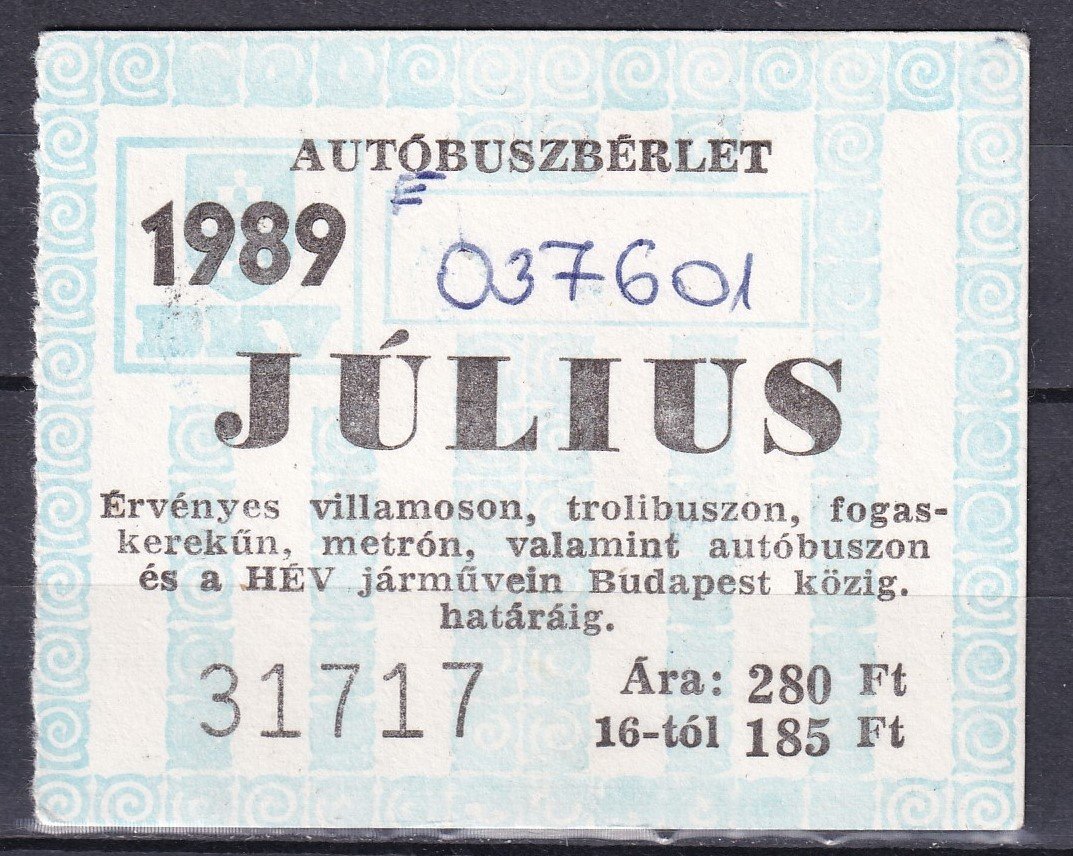 AUTÓBUSZBÉRLET
1989
E
037601
BKV
JÚLIUS
Érvényes villamoson, trolibuszon, fogas-
kerekűn, metrón, valamint autóbuszon
és a HÉV járművein Budapest közig.
határáig.
31717
Ára: 280 Ft
16-tól 185 Ft